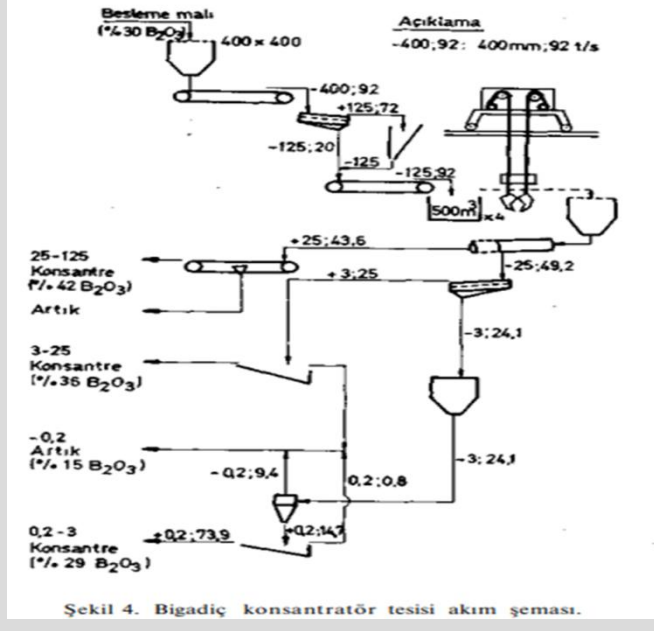 Besleme malı
(%30 B₂O₃)
400 x 400
Açıklama
-400;92: 400mm;92 t/s
-400;92
+125;72
-125;20
-125
-125;92
500m³ x4
+25;43,6
-25;49,2
25-125
Konsantre
(%42 B₂O₃)
Artık
+3;25
-3;24,1
3-25
Konsantre
(%36 B₂O₃)
-0,2
Artık
(%15 B₂O₃)
-0,2;9,4
0,2;0,8
-3;24,1
0,2-3
Konsantre
(%29 B₂O₃)
+0,2;73,9
+0,2;14,7
Şekil 4. Bigadiç konsantratör tesisi akım şeması.